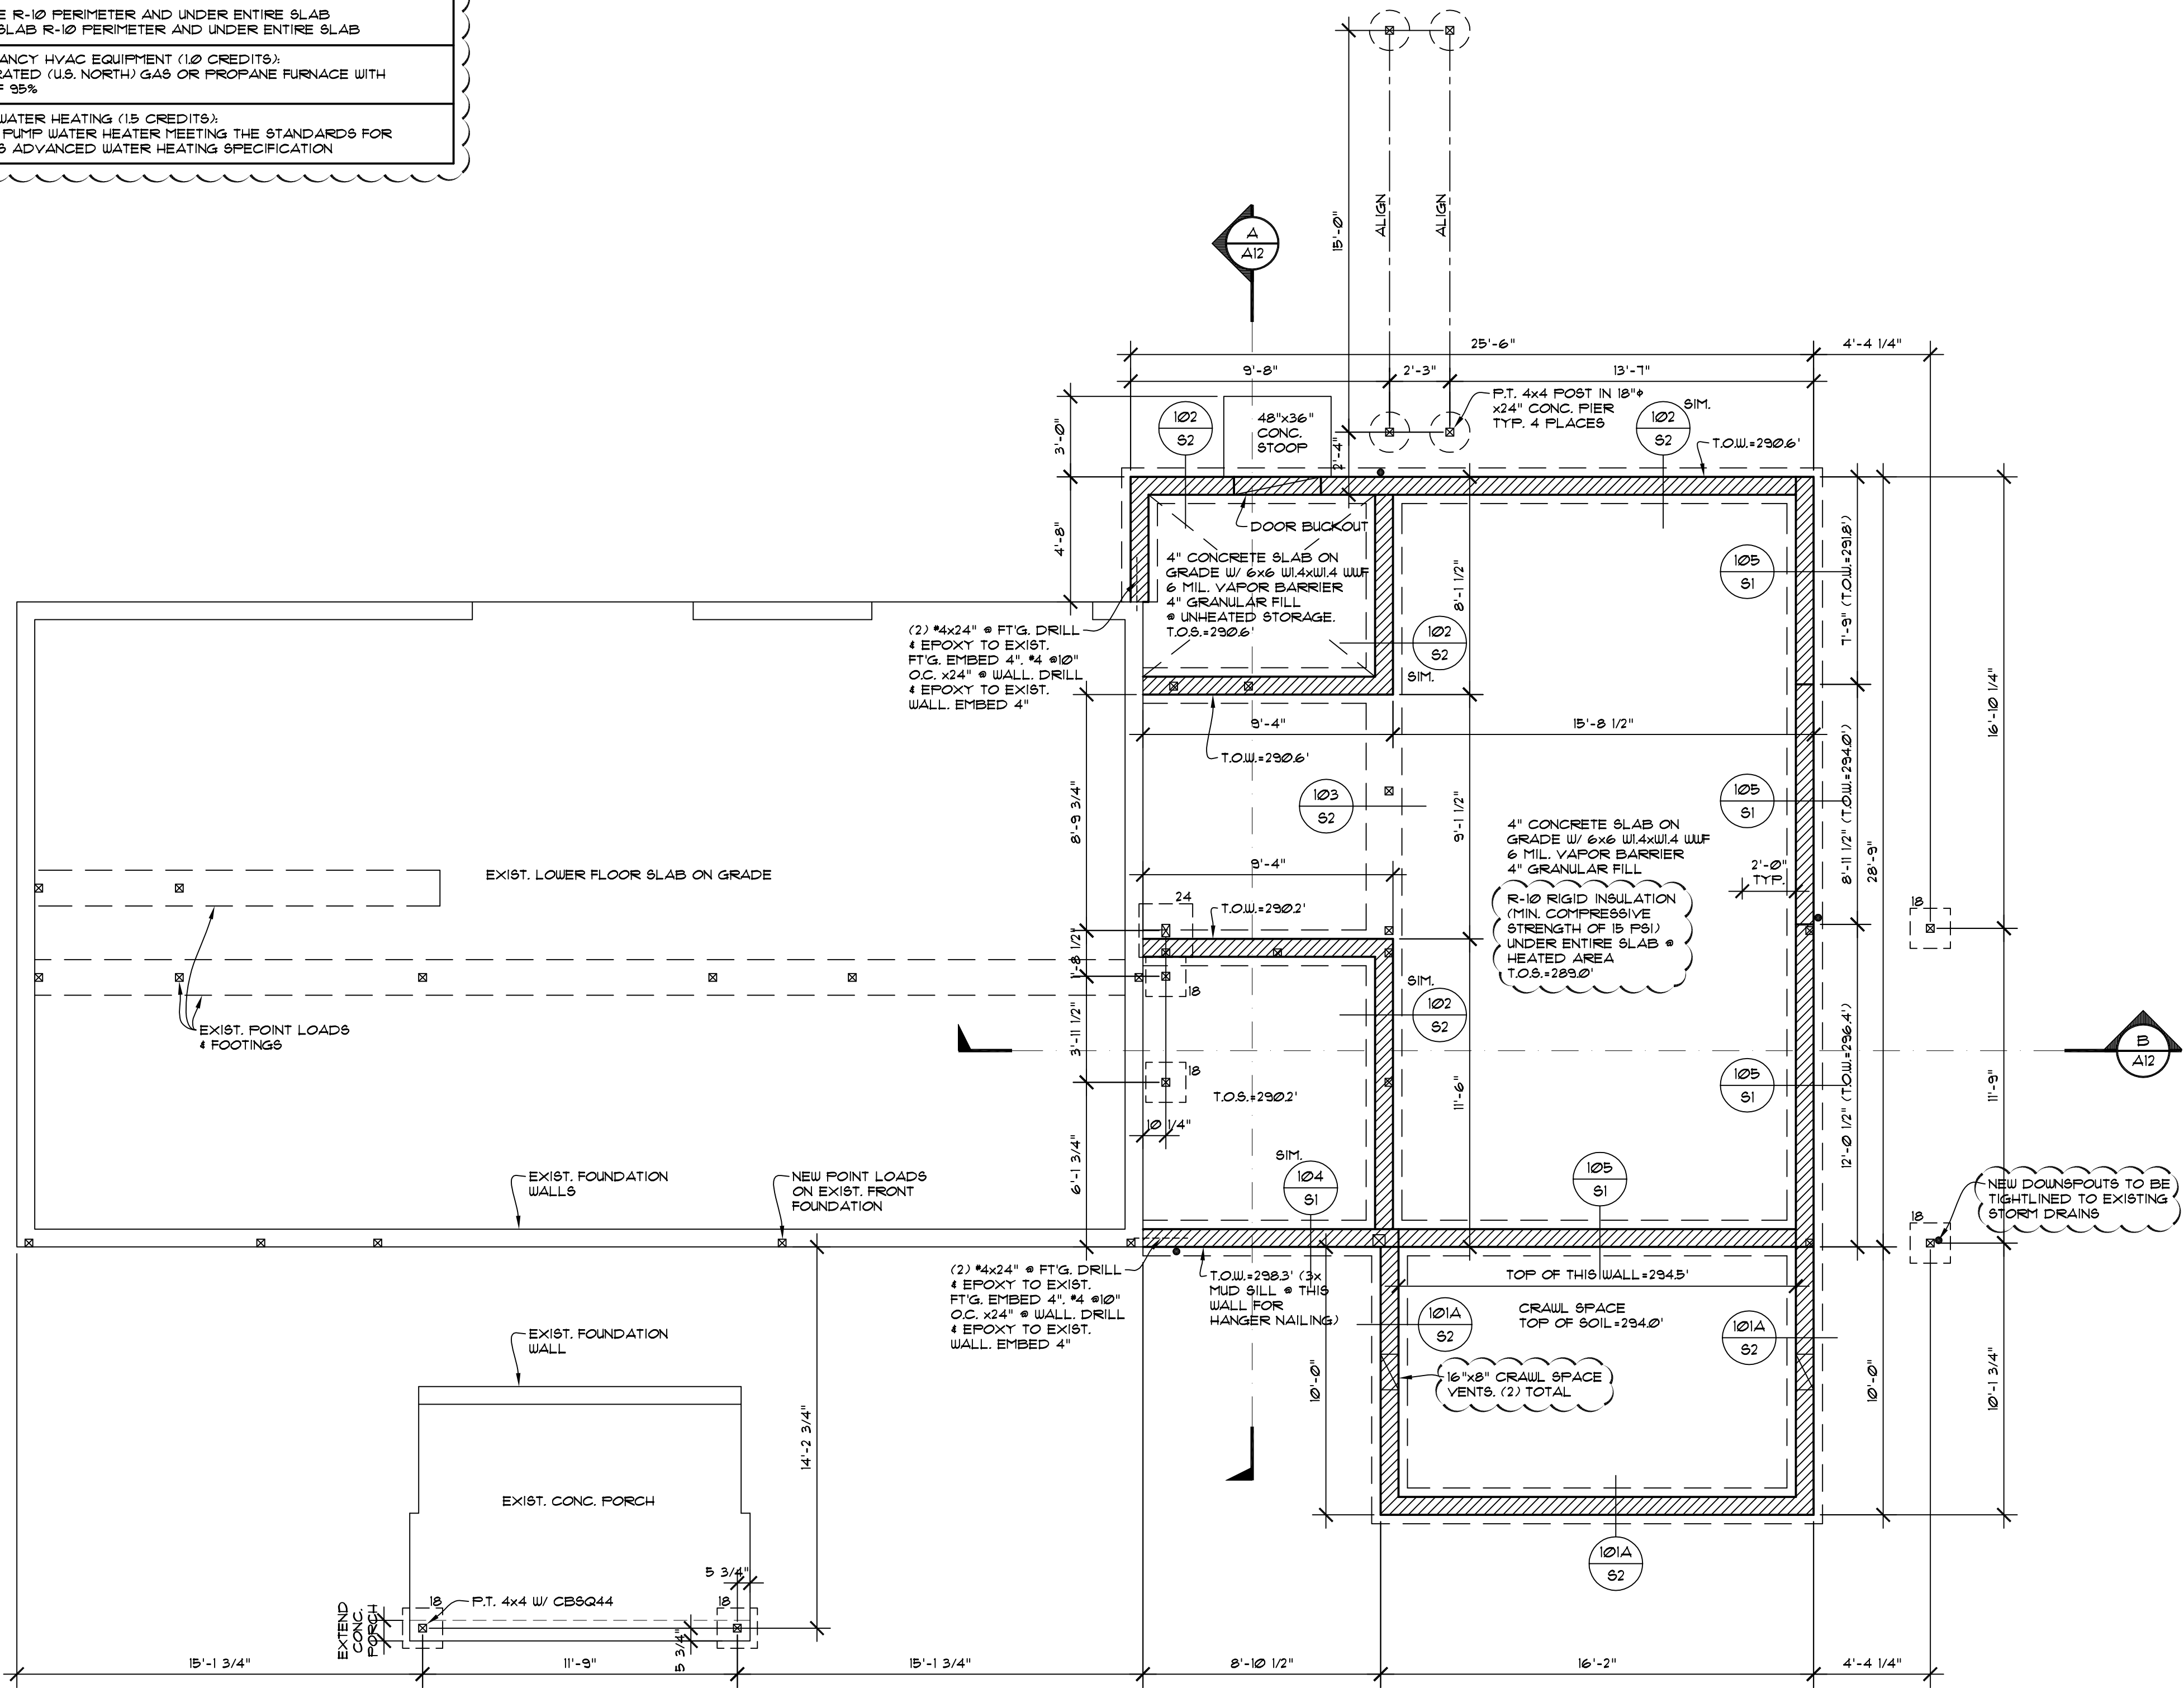 E R-10 PERIMETER AND UNDER ENTIRE SLAB
SLAB R-10 PERIMETER AND UNDER ENTIRE SLAB
ANCY HVAC EQUIPMENT (1.0 CREDITS):
RATED (U.S. NORTH) GAS OR PROPANE FURNACE WITH
F 95%
WATER HEATING (1.5 CREDITS):
PUMP WATER HEATER MEETING THE STANDARDS FOR
S ADVANCED WATER HEATING SPECIFICATION
15'-0"
ALIGN
ALIGN
A
A12
25'-6"
4'-4 1/4"
9'-8"
2'-3"
13'-7"
3'-0"
4'-8"
102
S2
48"x36"
CONC.
STOOP
2'-4"
P.T. 4x4 POST IN 18"φ
x24" CONC. PIER
TYP. 4 PLACES
102
S2
SIM.
T.O.W.=290.6'
DOOR BUCKOUT
4" CONCRETE SLAB ON
GRADE W/ 6x6 W1.4xW1.4 WWF
6 MIL. VAPOR BARRIER
4" GRANULAR FILL
@ UNHEATED STORAGE.
T.O.S.=290.6'
8'-1 1/2"
105
S1
7'-9" (T.O.W.=291.8')
(2) #4x24" @ FT'G. DRILL
& EPOXY TO EXIST.
FT'G. EMBED 4". #4 @10"
O.C. x24" @ WALL. DRILL
& EPOXY TO EXIST.
WALL. EMBED 4"
102
S2
SIM.
16'-10 1/4"
9'-4"
15'-8 1/2"
T.O.W.=290.6'
8'-9 3/4"
103
S2
9'-1 1/2"
105
S1
8'-11 1/2" (T.O.W.=294.0')
28'-9"
4" CONCRETE SLAB ON
GRADE W/ 6x6 W1.4xW1.4 WWF
6 MIL. VAPOR BARRIER
4" GRANULAR FILL
R-10 RIGID INSULATION
(MIN. COMPRESSIVE
STRENGTH OF 15 PSI)
UNDER ENTIRE SLAB @
HEATED AREA
T.O.S.=289.0'
2'-0"
TYP.
EXIST. LOWER FLOOR SLAB ON GRADE
9'-4"
24
T.O.W.=290.2'
18
1'-8 1/2"
18
SIM.
102
S2
EXIST. POINT LOADS
& FOOTINGS
3'-11 1/2"
18
T.O.S.=290.2'
10 1/4"
11'-6"
105
S1
12'-0 1/2" (T.O.W.=296.4')
11'-9"
B
A12
6'-1 3/4"
EXIST. FOUNDATION
WALLS
NEW POINT LOADS
ON EXIST. FRONT
FOUNDATION
SIM.
104
S1
105
S1
NEW DOWNSPOUTS TO BE
TIGHTLINED TO EXISTING
STORM DRAINS
18
(2) #4x24" @ FT'G. DRILL
& EPOXY TO EXIST.
FT'G. EMBED 4". #4 @10"
O.C. x24" @ WALL. DRILL
& EPOXY TO EXIST.
WALL. EMBED 4"
T.O.W.=298.3' (3x
MUD SILL @ THIS
WALL FOR
HANGER NAILING)
TOP OF THIS WALL=294.5'
CRAWL SPACE
TOP OF SOIL=294.0'
101A
S2
101A
S2
16"x8" CRAWL SPACE
VENTS. (2) TOTAL
10'-0"
10'-0"
10'-1 3/4"
EXIST. FOUNDATION
WALL
14'-2 3/4"
EXIST. CONC. PORCH
101A
S2
5 3/4"
18
P.T. 4x4 W/ CBSQ44
18
EXTEND
CONC.
PORCH
5 3/4"
15'-1 3/4"
11'-9"
15'-1 3/4"
8'-10 1/2"
16'-2"
4'-4 1/4"